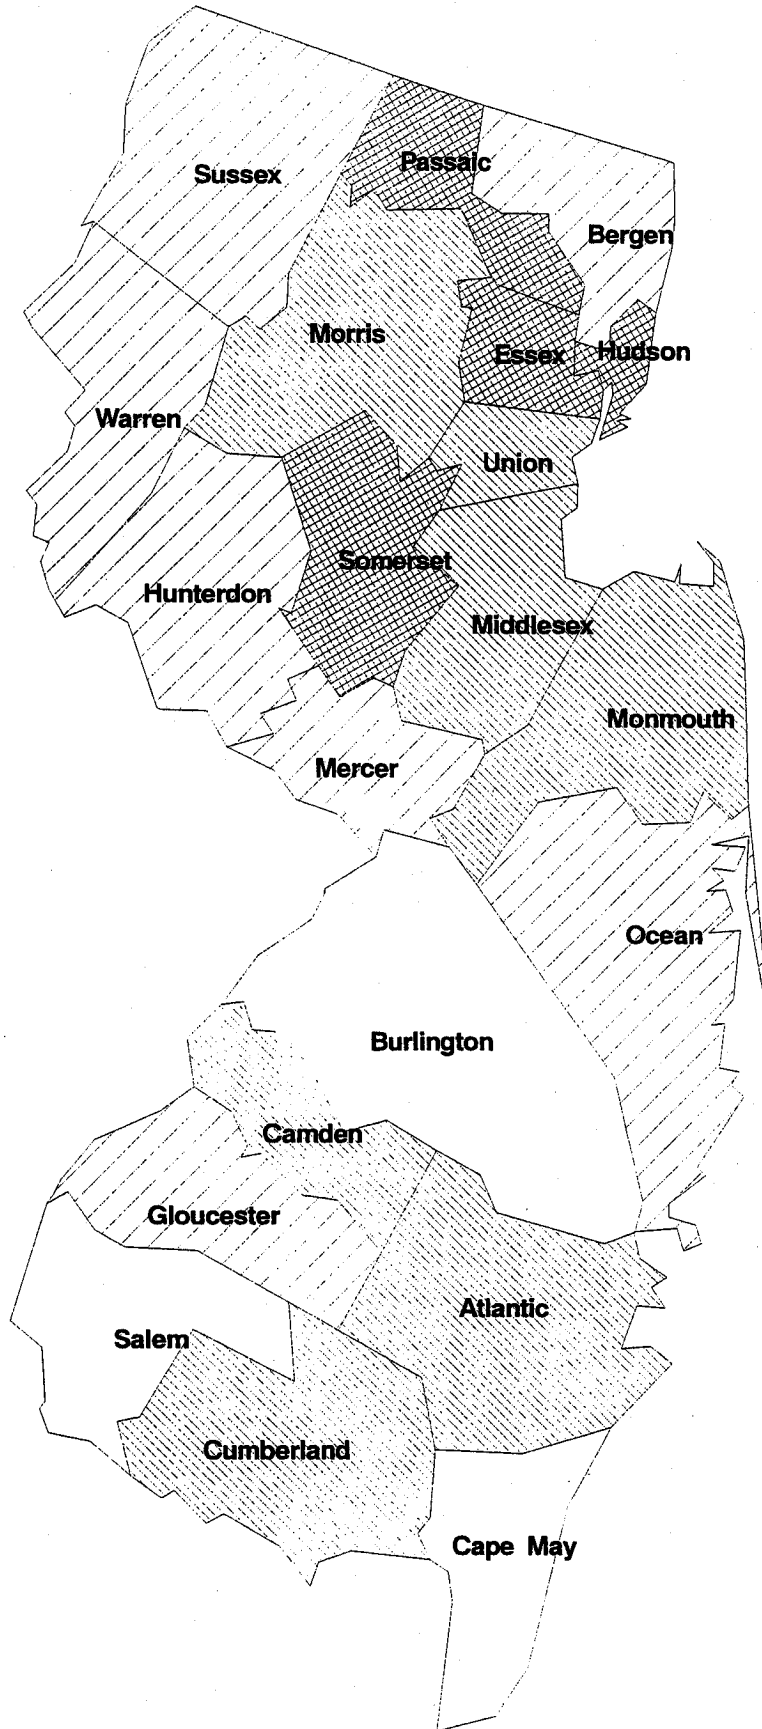 Passaic
Sussex
Bergen
Morris
Essex
Hudson
Warren
Union
Somerset
Hunterdon
Middlesex
Monmouth
Mercer
Ocean
Burlington
Camden
Gloucester
Atlantic
Salem
Cumberland
Cape May